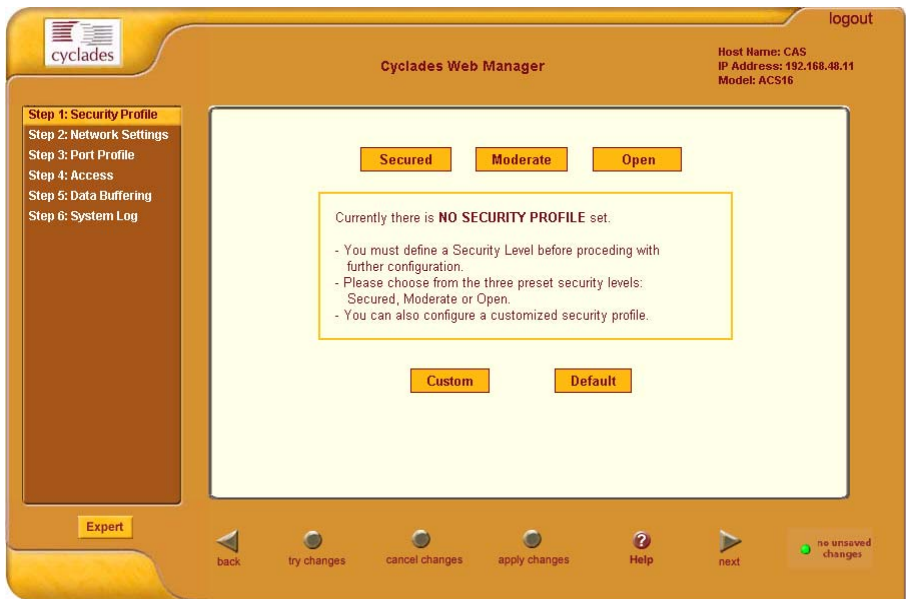 logout
cyclades
Cyclades Web Manager
Host Name: CAS
IP Address: 192.168.48.11
Model: ACS16
Step 1: Security Profile
Step 2: Network Settings
Step 3: Port Profile
Step 4: Access
Step 5: Data Buffering
Step 6: System Log
Secured
Moderate
Open
Currently there is NO SECURITY PROFILE set.
- You must define a Security Level before proceding with
further configuration.
- Please choose from the three preset security levels:
Secured, Moderate or Open.
- You can also configure a customized security profile.
Custom
Default
Expert
back
try changes
cancel changes
apply changes
Help
next
no unsaved
changes